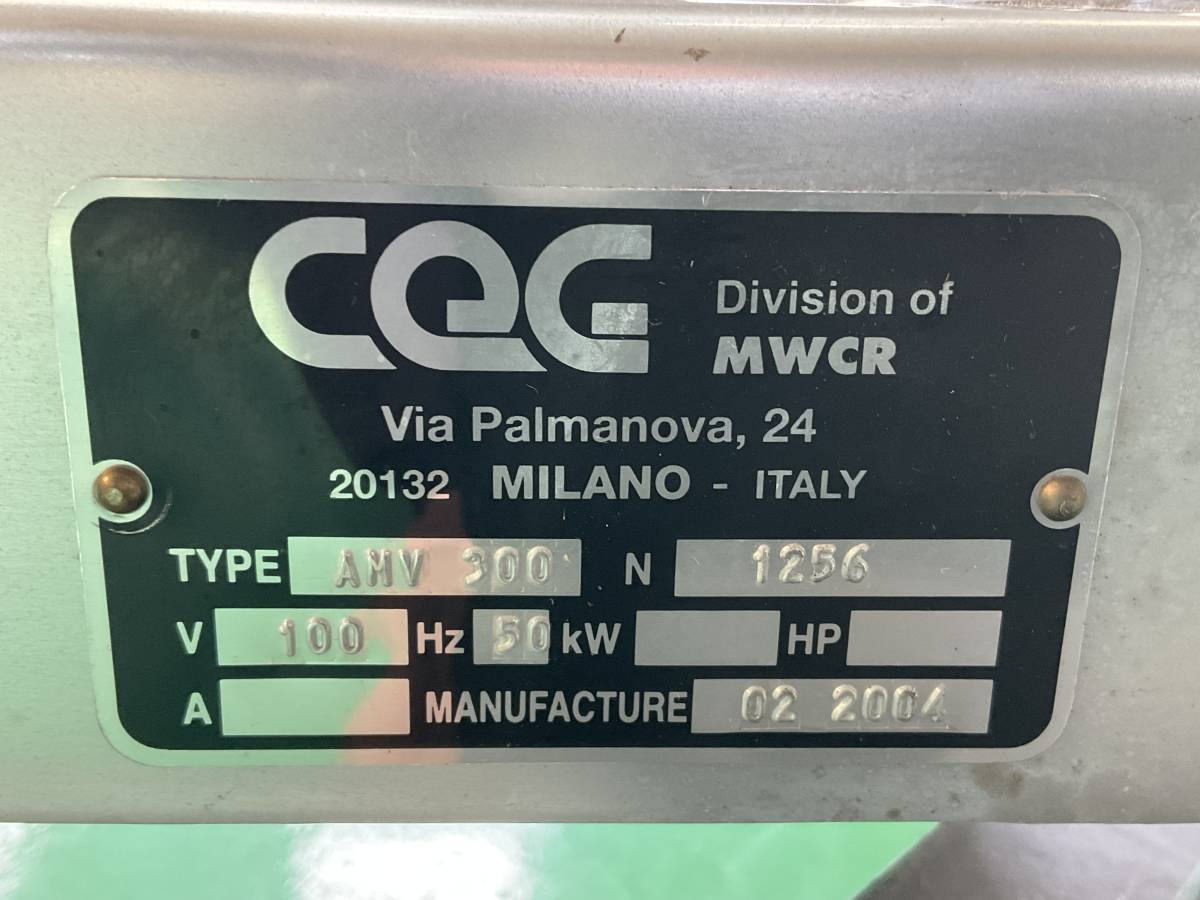 CEG Division of
MWCR
Via Palmanova, 24
20132 MILANO - ITALY
TYPE AMV 300 N 1256
V 100 Hz 50 kW HP
A MANUFACTURE 02 2004